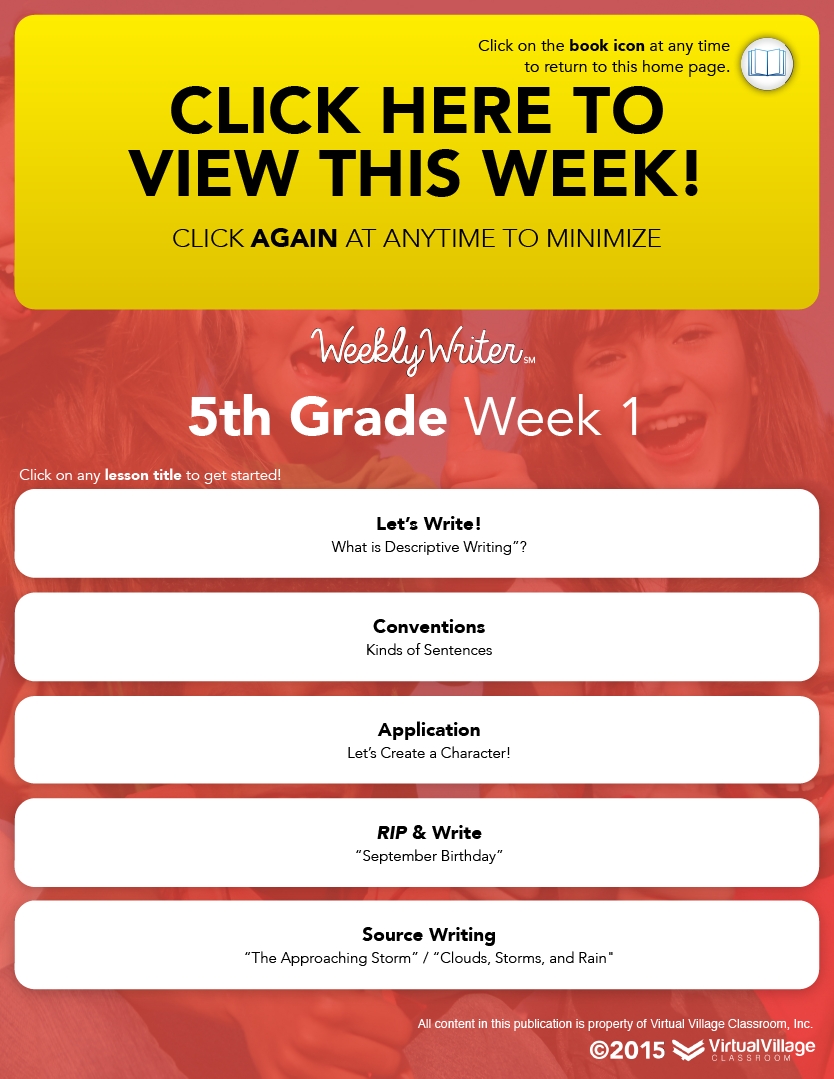 Click on the book icon at any time
to return to this home page.
CLICK HERE TO
VIEW THIS WEEK!
CLICK AGAIN AT ANYTIME TO MINIMIZE
WeeklyWriter SM
5th Grade Week 1
Click on any lesson title to get started!
Let’s Write!
What is Descriptive Writing”?
Conventions
Kinds of Sentences
Application
Let’s Create a Character!
RIP & Write
“September Birthday”
Source Writing
“The Approaching Storm” / “Clouds, Storms, and Rain"
All content in this publication is property of Virtual Village Classroom, Inc.
©2015 VirtualVillage
CLASSROOM